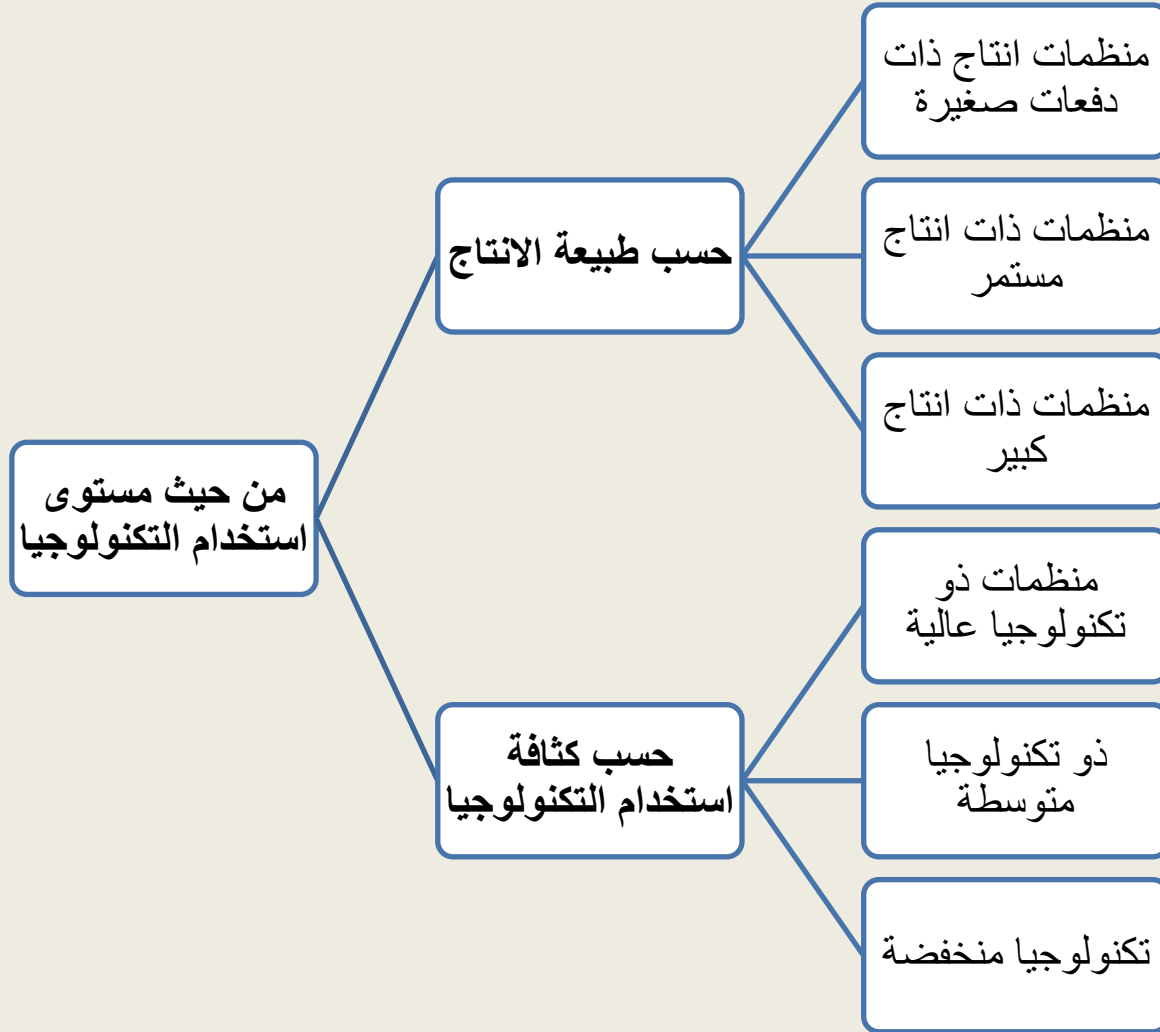 من حيث مستوى
استخدام التكنولوجيا
حسب طبيعة الانتاج
منظمات انتاج ذات
دفعات صغيرة
منظمات ذات انتاج
مستمر
منظمات ذات انتاج
كبير
حسب كثافة
استخدام التكنولوجيا
منظمات ذو
تكنولوجيا عالية
ذو تكنولوجيا
متوسطة
تكنولوجيا منخفضة